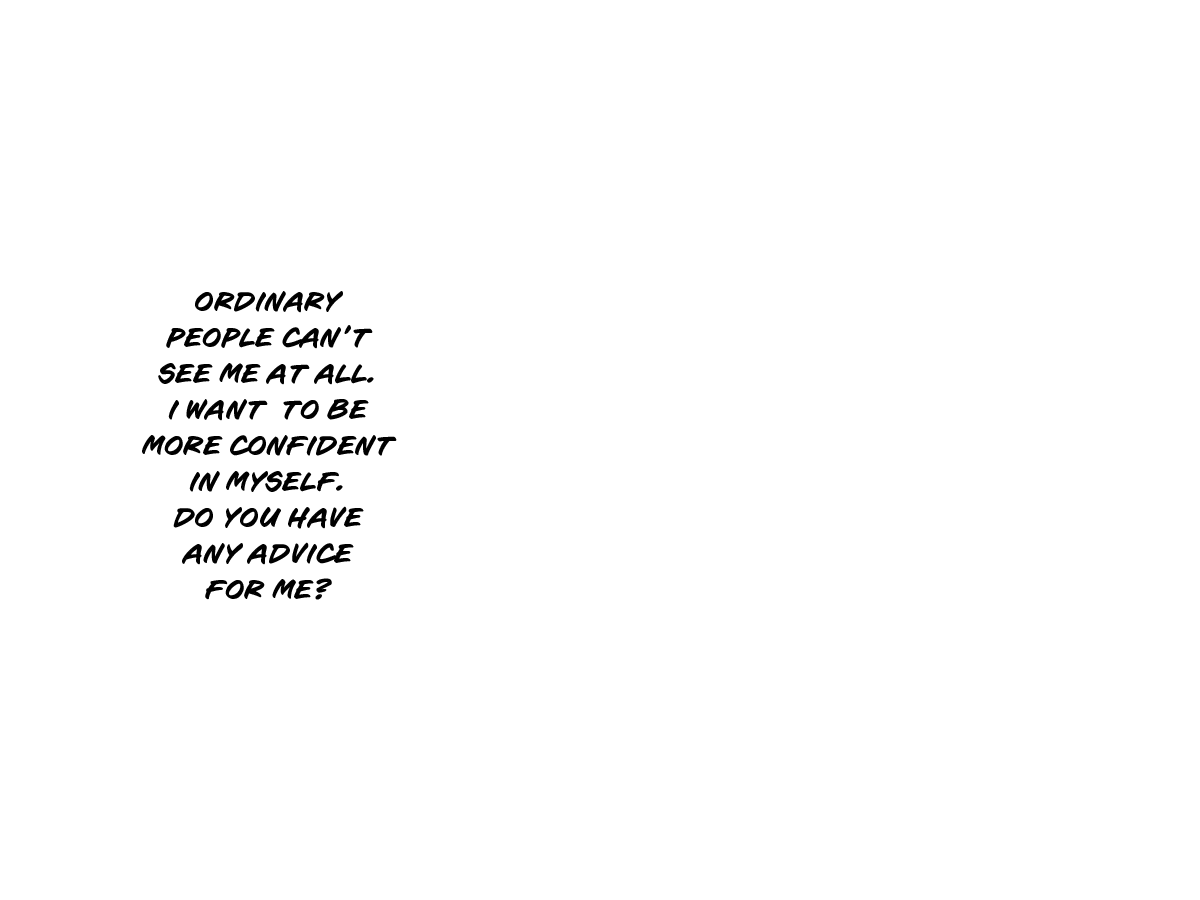 ORDINARY
PEOPLE CAN'T
SEE ME AT ALL.
I WANT TO BE
MORE CONFIDENT
IN MYSELF.
DO YOU HAVE
ANY ADVICE
FOR ME?